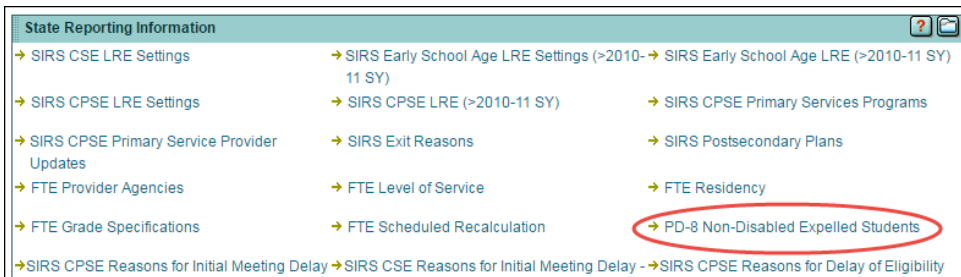 State Reporting Information
?
→ SIRS CSE LRE Settings
→ SIRS Early School Age LRE Settings (>2010-
11 SY)
→ SIRS Early School Age LRE (>2010-11 SY)
→ SIRS CPSE LRE Settings
→ SIRS CPSE LRE (>2010-11 SY)
→ SIRS CPSE Primary Services Programs
→ SIRS CPSE Primary Service Provider
Updates
→ SIRS Exit Reasons
→ SIRS Postsecondary Plans
→ FTE Provider Agencies
→ FTE Level of Service
→ FTE Residency
→ FTE Grade Specifications
→ FTE Scheduled Recalculation
→ PD-8 Non-Disabled Expelled Students
→SIRS CPSE Reasons for Initial Meeting Delay
→SIRS CSE Reasons for Initial Meeting Delay -
→SIRS CPSE Reasons for Delay of Eligibility